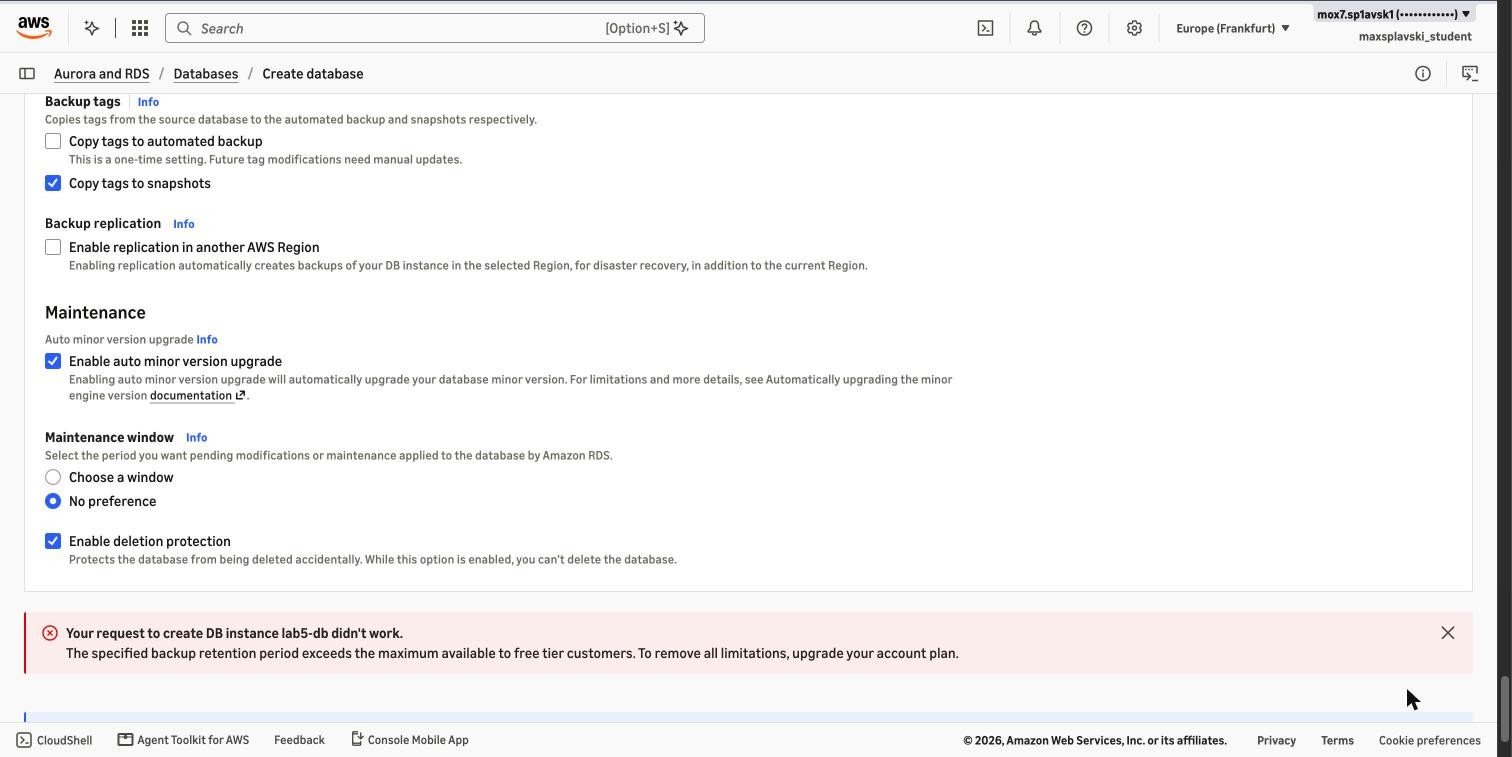 aws
Search
[Option+S]
Europe (Frankfurt)
mox7.sp1avsk1 (••••••••••••)
maxsplavski_student
Aurora and RDS / Databases / Create database
Backup tags Info
Copies tags from the source database to the automated backup and snapshots respectively.
Copy tags to automated backup
This is a one-time setting. Future tag modifications need manual updates.
Copy tags to snapshots
Backup replication Info
Enable replication in another AWS Region
Enabling replication automatically creates backups of your DB instance in the selected Region, for disaster recovery, in addition to the current Region.
Maintenance
Auto minor version upgrade Info
Enable auto minor version upgrade
Enabling auto minor version upgrade will automatically upgrade your database minor version. For limitations and more details, see Automatically upgrading the minor
engine version documentation.
Maintenance window Info
Select the period you want pending modifications or maintenance applied to the database by Amazon RDS.
Choose a window
No preference
Enable deletion protection
Protects the database from being deleted accidentally. While this option is enabled, you can't delete the database.
Your request to create DB instance lab5-db didn't work.
The specified backup retention period exceeds the maximum available to free tier customers. To remove all limitations, upgrade your account plan.
CloudShell Agent Toolkit for AWS Feedback Console Mobile App © 2026, Amazon Web Services, Inc. or its affiliates. Privacy Terms Cookie preferences